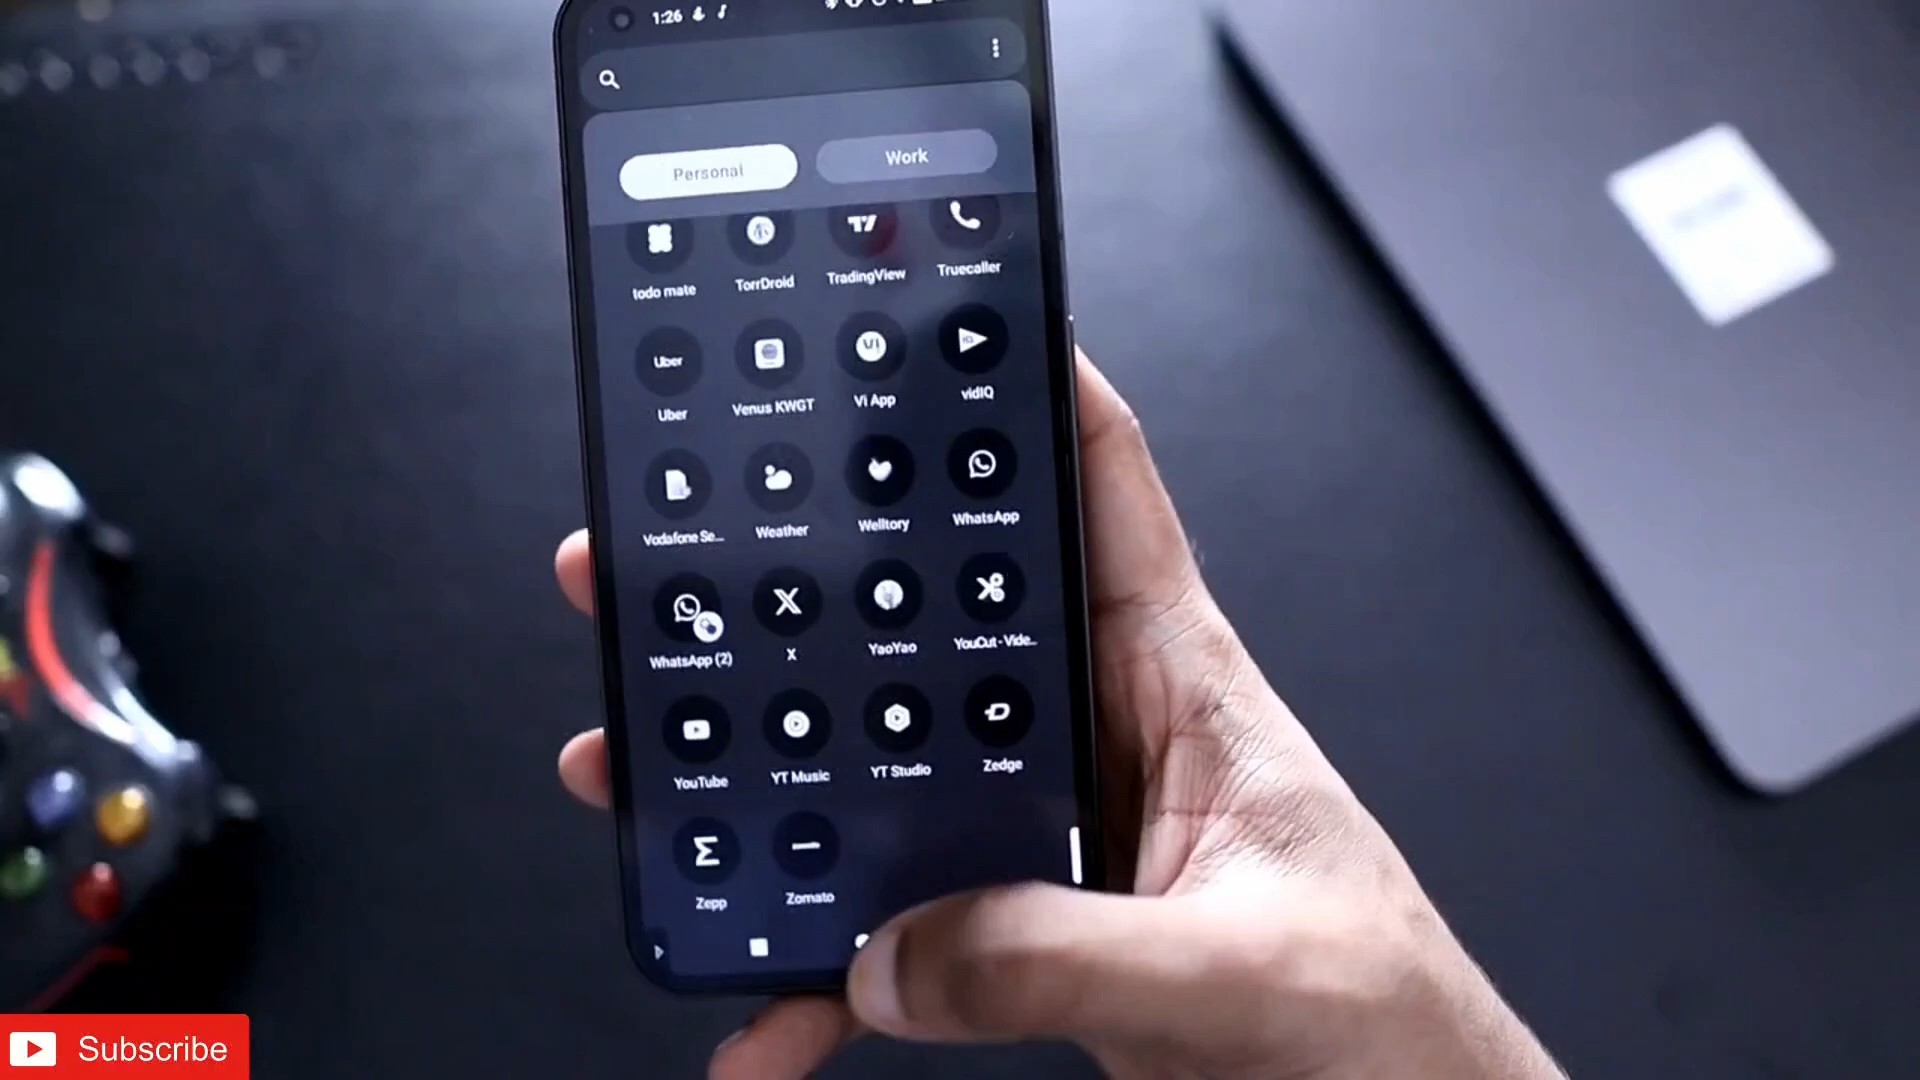 1:26
Personal Work
todo mate TorrDroid TradingView Truecaller
Uber
Uber Venus KWGT Vi App vidIQ
Vodafone Se... Weather Welltory WhatsApp
WhatsApp (2) X YaoYao YouCut - Vide...
YouTube YT Music YT Studio Zedge
Zepp Zomato
Subscribe